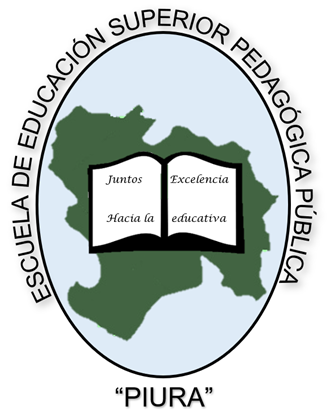 ESCUELA DE EDUCACIÓN SUPERIOR PEDAGÓGICA PÚBLICA
Juntos Excelencia
Hacia la educativa
“PIURA”